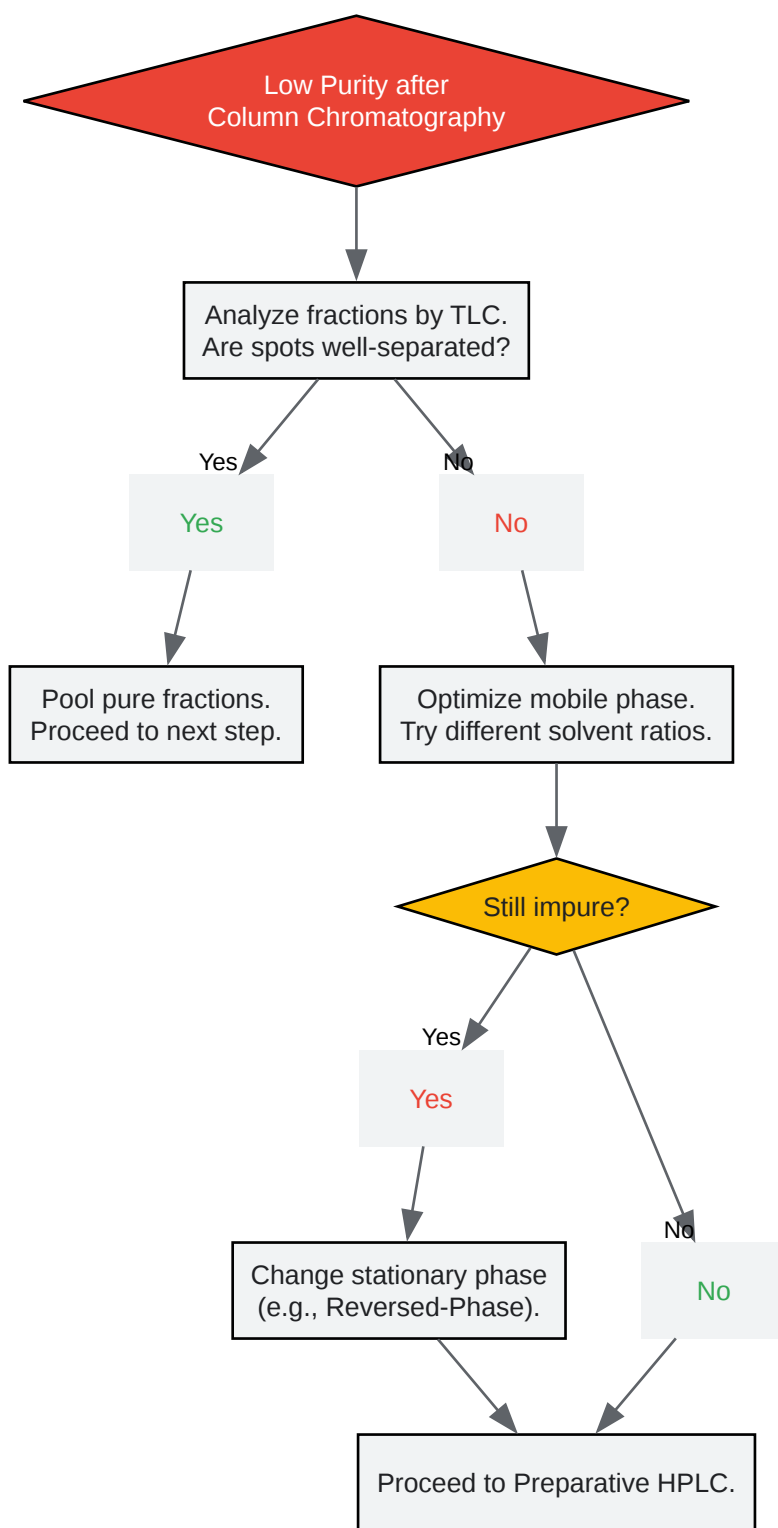 Low Purity after
Column Chromatography
Analyze fractions by TLC.
Are spots well-separated?
Yes
No
Yes
No
Pool pure fractions.
Proceed to next step.
Optimize mobile phase.
Try different solvent ratios.
Still impure?
Yes
Yes
Change stationary phase
(e.g., Reversed-Phase).
No
No
Proceed to Preparative HPLC.